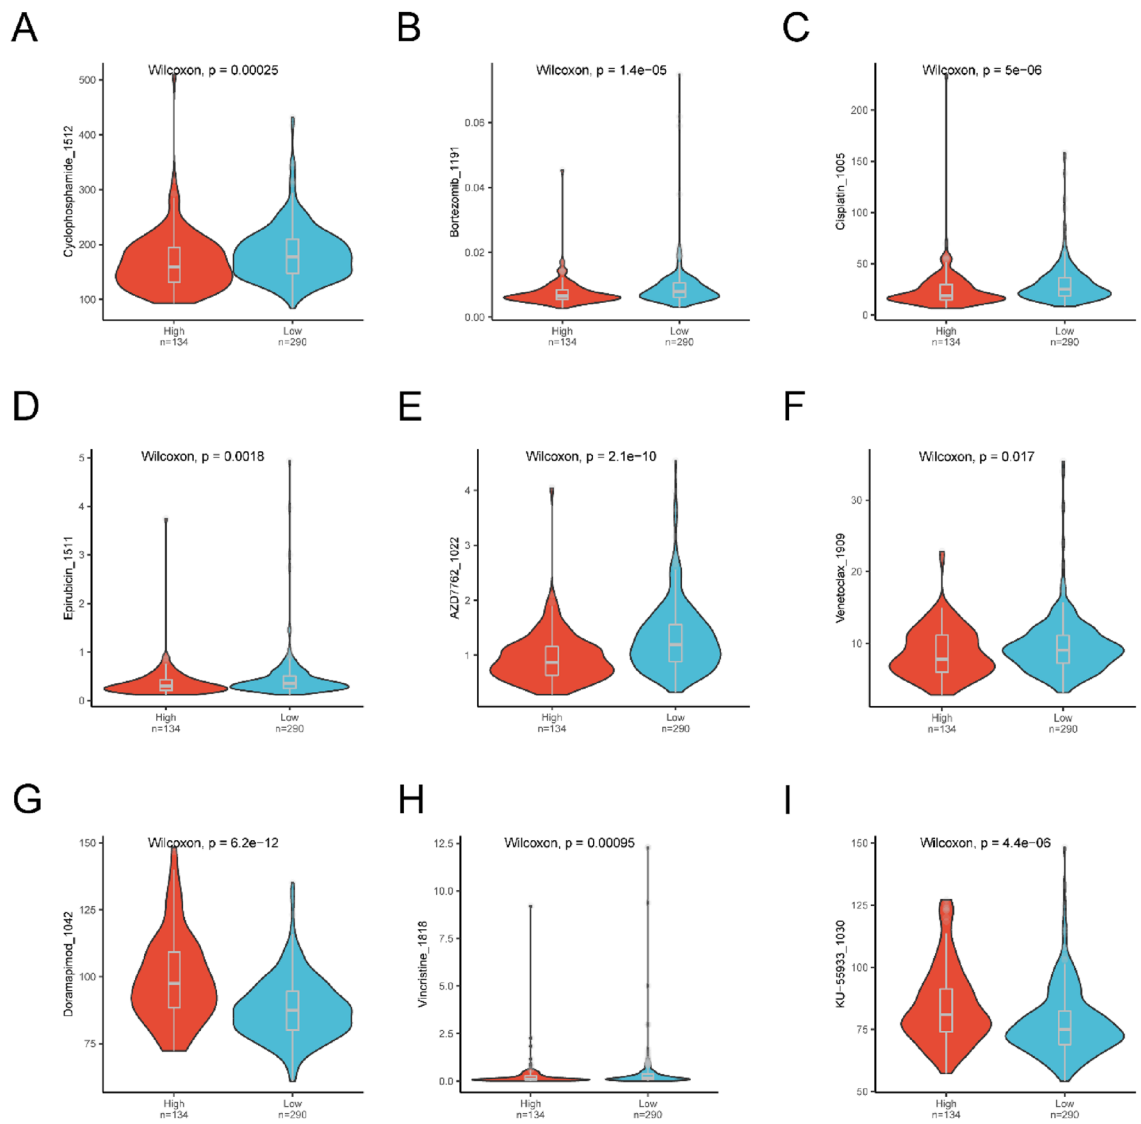 A
Wilcoxon, p = 0.00025
Cyclophosphamide_1512
500
400
300
200
100
High
n=134
Low
n=290
B
Wilcoxon, p = 1.4e−05
Bortezomib_1191
0.05
0.04
0.02
0.00
High
n=134
Low
n=290
C
Wilcoxon, p = 5e−06
Cisplatin_1005
200
150
100
50
0
High
n=134
Low
n=290
D
Wilcoxon, p = 0.0018
Epirubicin_1511
5
4
3
2
1
0
High
n=134
Low
n=290
E
Wilcoxon, p = 2.1e−10
AZD7762_1022
4
3
2
1
High
n=134
Low
n=290
F
Wilcoxon, p = 0.017
Venetoclax_1909
30
20
10
High
n=134
Low
n=290
G
Wilcoxon, p = 6.2e−12
Doramapimod_1042
150
125
100
75
High
n=134
Low
n=290
H
Wilcoxon, p = 0.00095
Vincristine_1818
12.5
10.0
7.5
5.0
2.5
0.0
High
n=134
Low
n=290
I
Wilcoxon, p = 4.4e−06
KU−55933_1030
150
125
100
75
50
High
n=134
Low
n=290